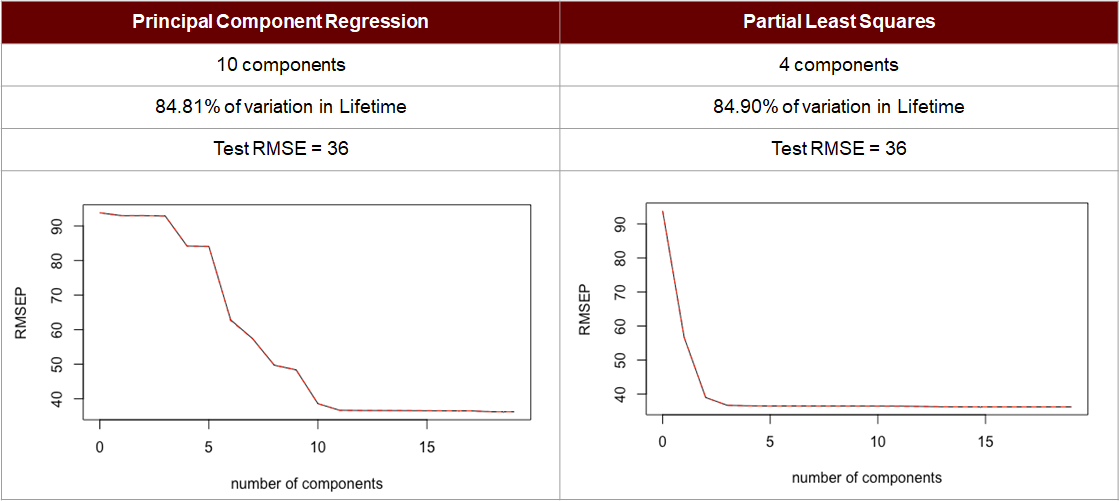 Principal Component Regression
Partial Least Squares
10 components
4 components
84.81% of variation in Lifetime
84.90% of variation in Lifetime
Test RMSE = 36
Test RMSE = 36
RMSEP
90
80
70
60
50
40
0 5 10 15
number of components
RMSEP
90
80
70
60
50
40
0 5 10 15
number of components